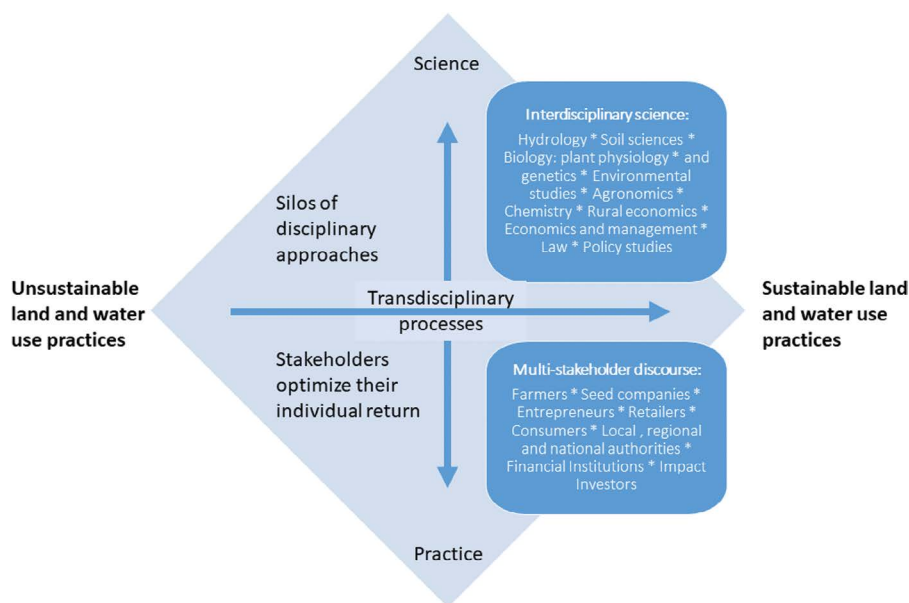 Science
Interdisciplinary science:
Hydrology * Soil sciences *
Biology: plant physiology * and
genetics * Environmental
studies * Agronomics *
Chemistry * Rural economics *
Economics and management *
Law * Policy studies
Silos of
disciplinary
approaches
Unsustainable
land and water
use practices
Transdisciplinary
processes
Sustainable land
and water use
practices
Stakeholders
optimize their
individual return
Multi-stakeholder discourse:
Farmers * Seed companies *
Entrepreneurs * Retailers *
Consumers * Local , regional
and national authorities *
Financial Institutions * Impact
Investors
Practice